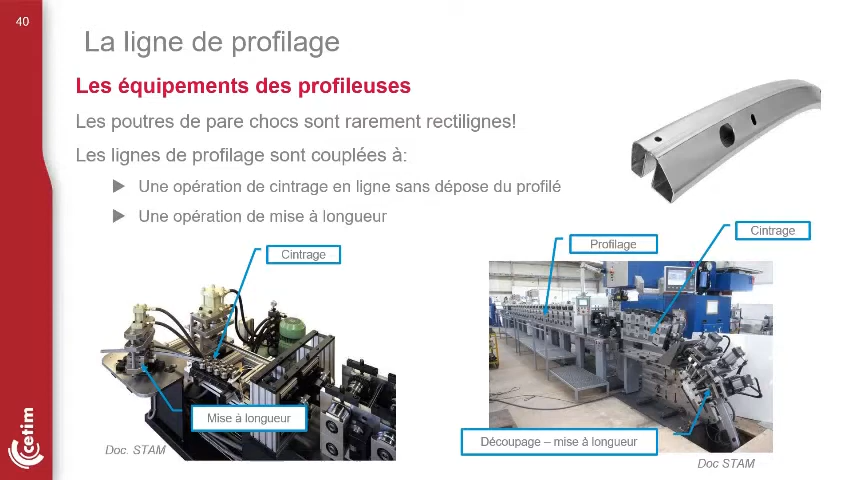 40
La ligne de profilage
Les équipements des profileuses
Les poutres de pare chocs sont rarement rectilignes!
Les lignes de profilage sont couplées à:
Une opération de cintrage en ligne sans dépose du profilé
Une opération de mise à longueur
Cintrage
Mise à longueur
Doc. STAM
Profilage
Cintrage
Découpage – mise à longueur
Doc STAM
cetim